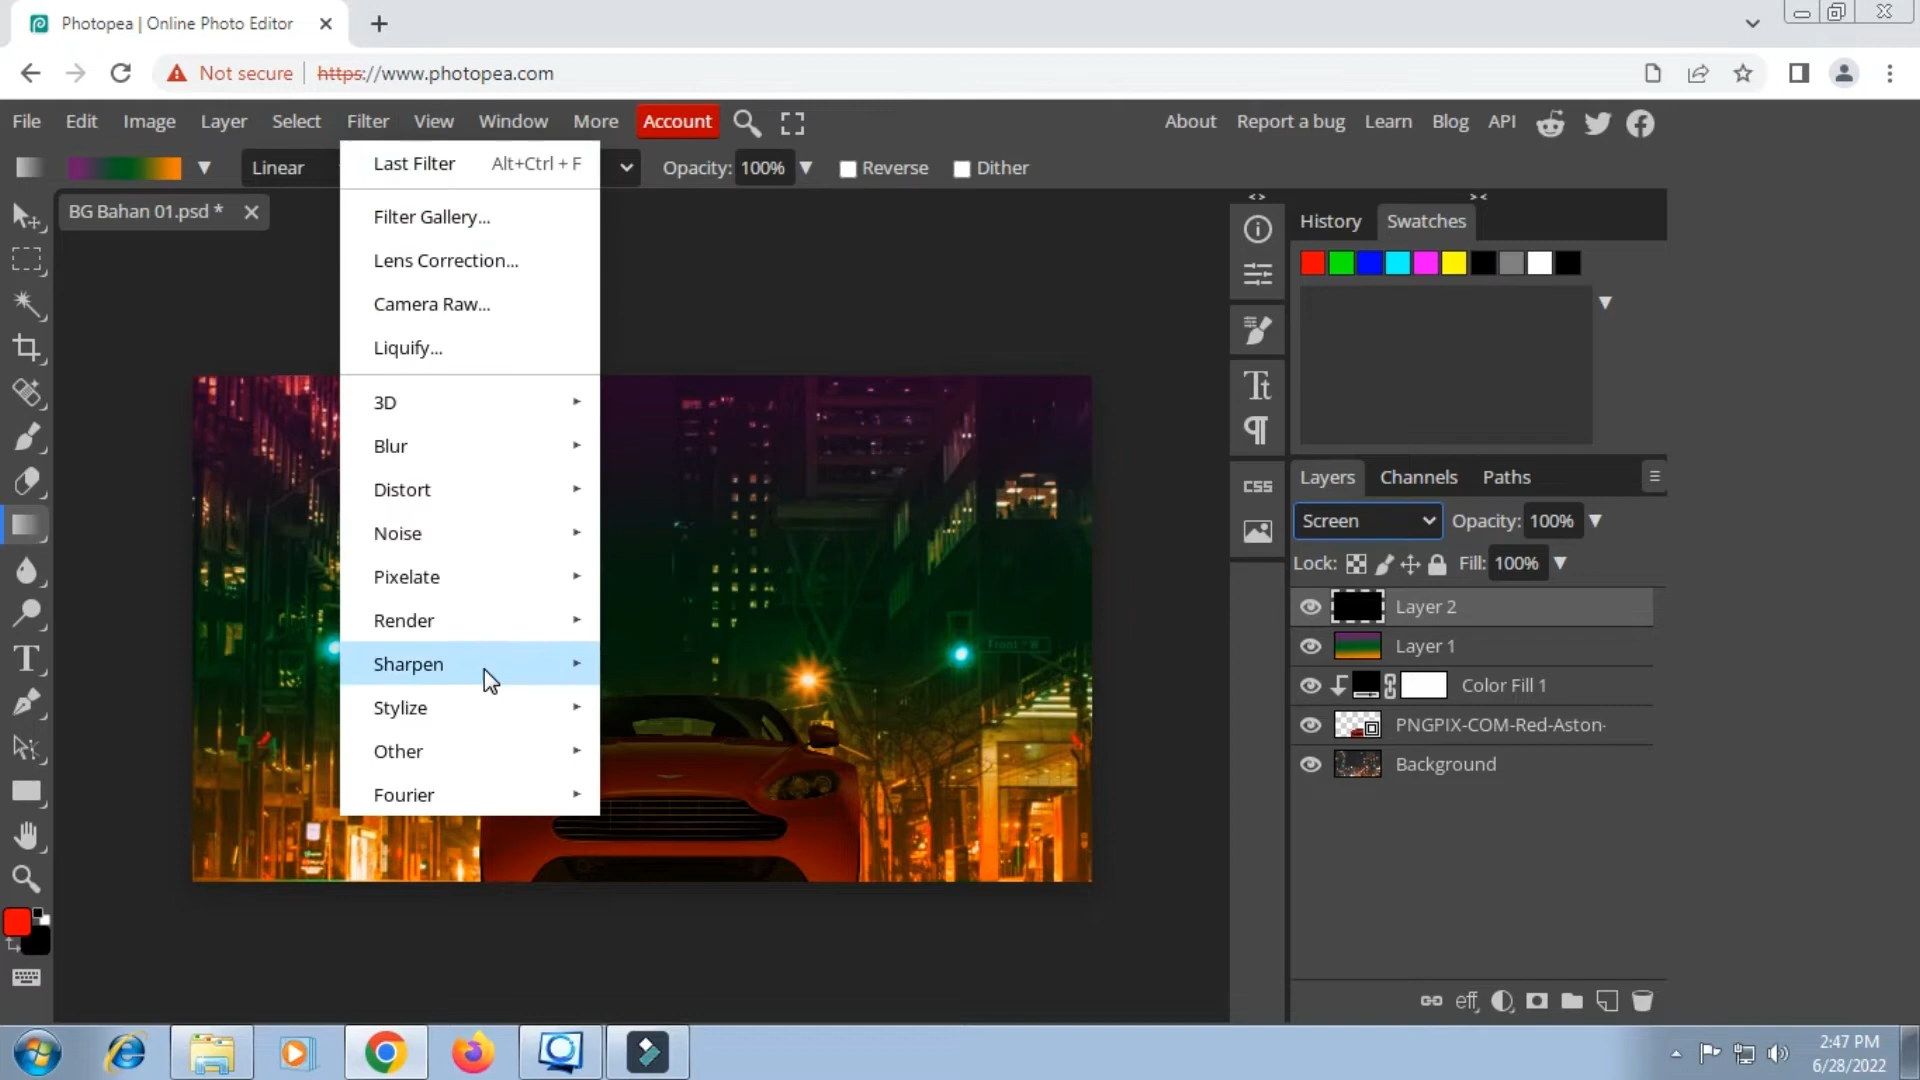 Photopea | Online Photo Editor
Not secure https://www.photopea.com
File Edit Image Layer Select Filter View Window More Account About Report a bug Learn Blog API
Linear Opacity: 100% Reverse Dither
BG Bahan 01.psd *
Last Filter Alt+Ctrl + F
Filter Gallery...
Lens Correction...
Camera Raw...
Liquify...
3D
Blur
Distort
Noise
Pixelate
Render
Sharpen
Stylize
Other
Fourier
Front
CSS
History Swatches
Layers Channels Paths
Screen Opacity: 100%
Lock: Fill: 100%
Layer 2
Layer 1
Color Fill 1
PNGPIX-COM-Red-Aston-
Background
eff
2:47 PM
6/28/2022